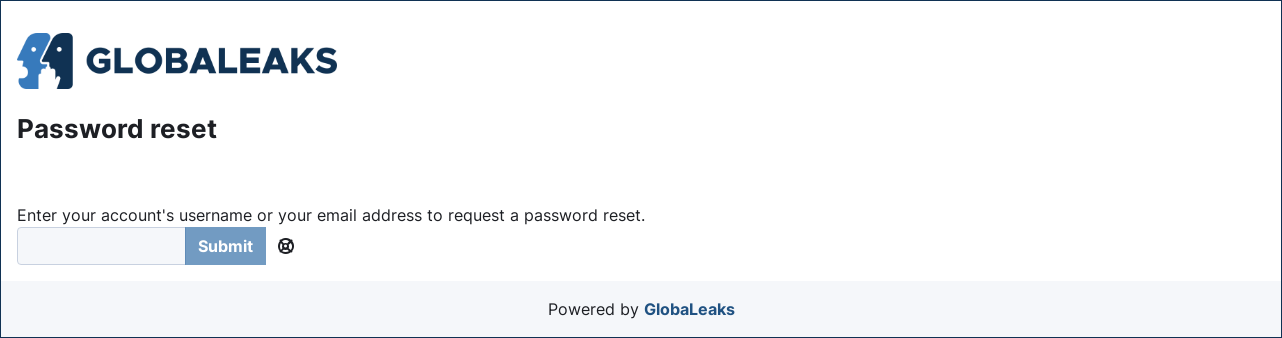 GLOBALEAKS
Password reset
Enter your account's username or your email address to request a password reset.
Submit
Powered by GlobaLeaks